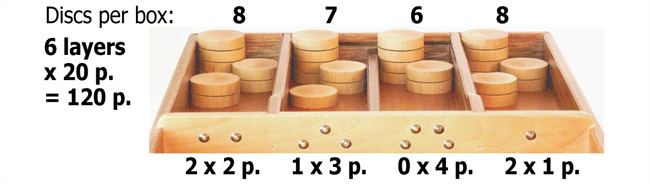 Discs per box: 8 7 6 8
6 layers
x 20 p.
= 120 p.
2 x 2 p. 1 x 3 p. 0 x 4 p. 2 x 1 p.